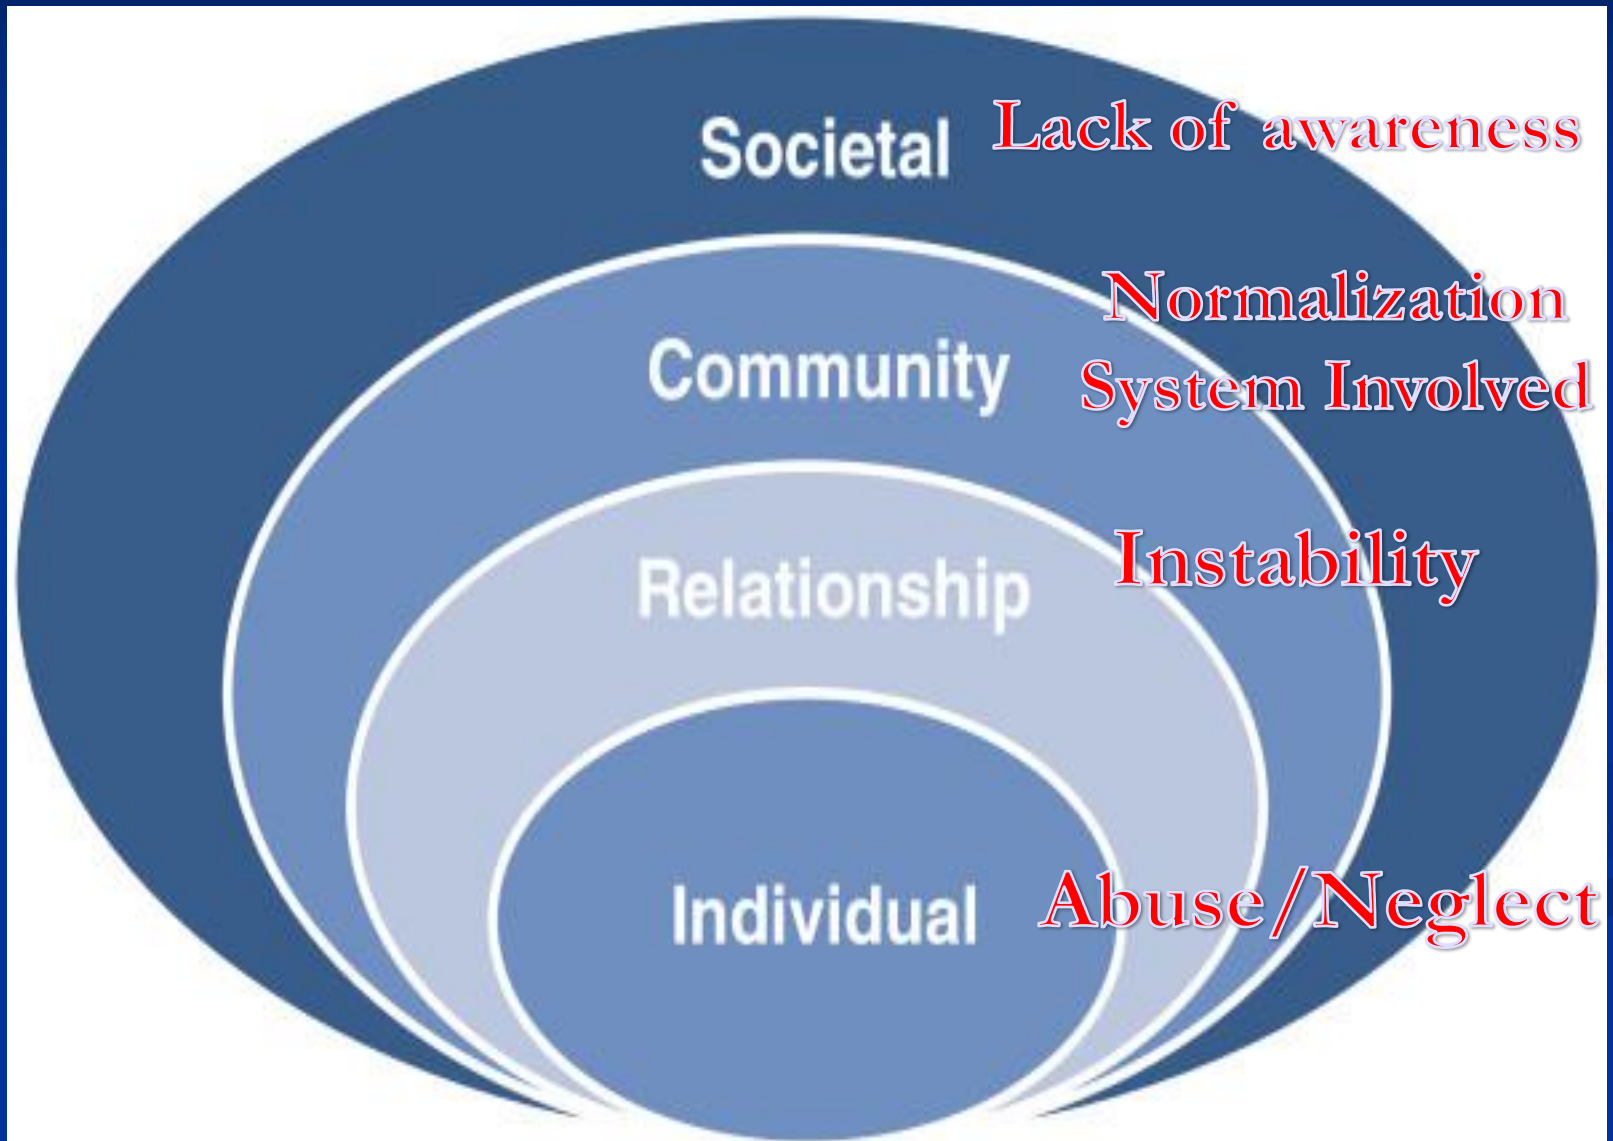 Societal Lack of awareness
Normalization
Community System Involved
Relationship Instability
Individual Abuse/Neglect